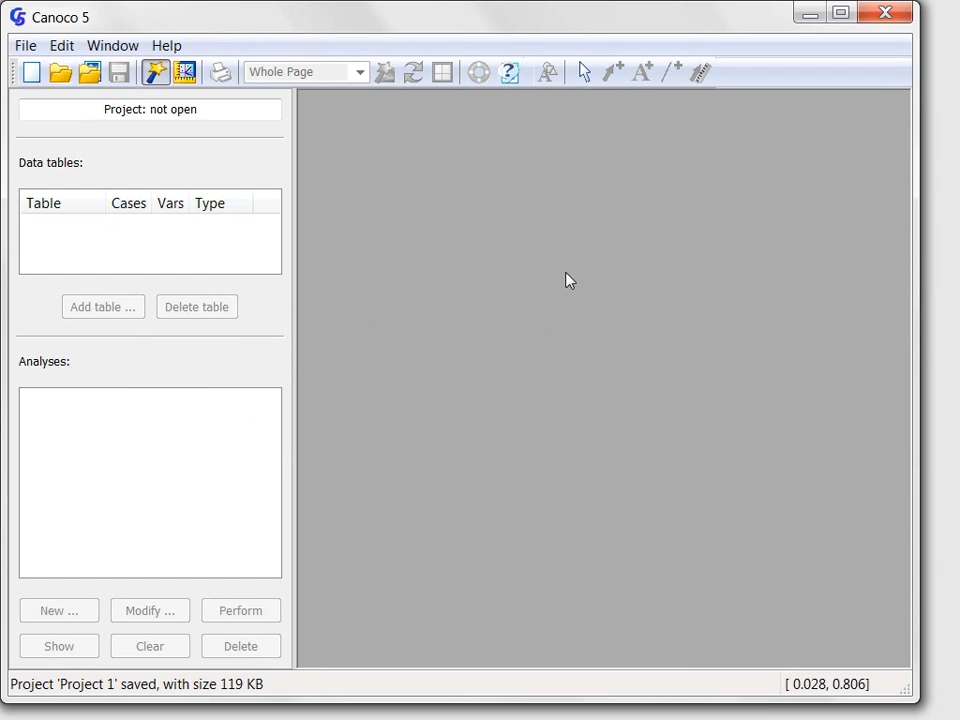 Canoco 5
File Edit Window Help
Whole Page
Project: not open
Data tables:
Table Cases Vars Type
Add table ... Delete table
Analyses:
New ... Modify ... Perform
Show Clear Delete
Project 'Project 1' saved, with size 119 KB [ 0.028, 0.806]